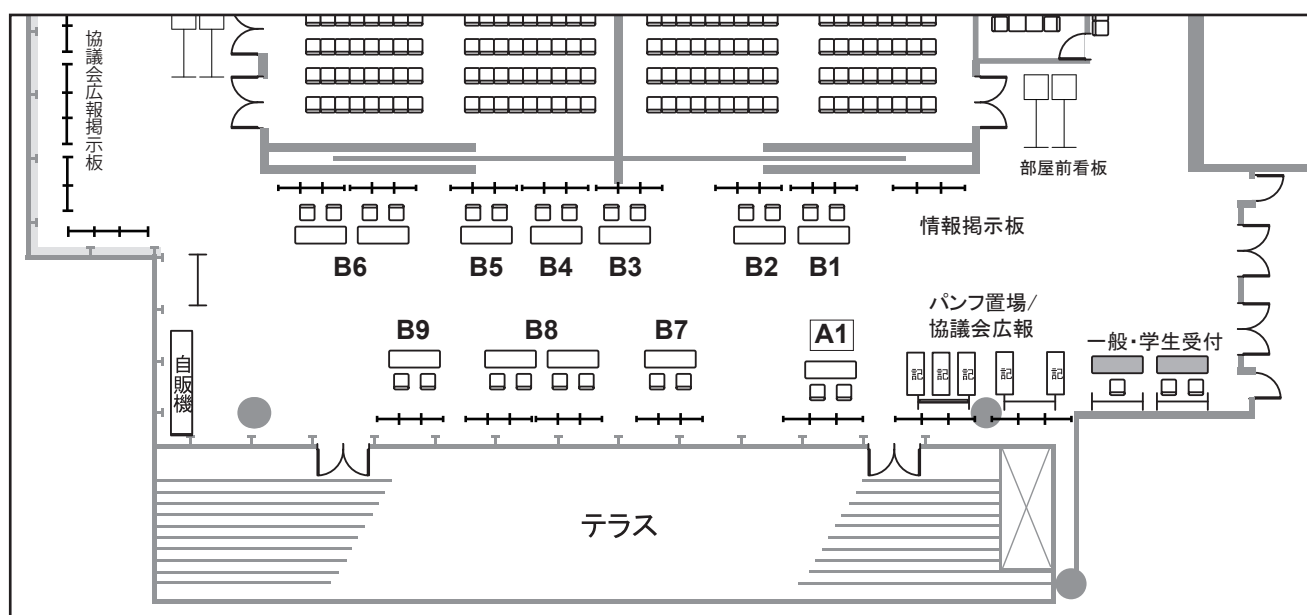 協議会広報掲示板
部屋前看板
情報掲示板
B6
B5
B4
B3
B2
B1
パンフ置場/
協議会広報
一般・学生受付
B9
B8
B7
A1
自販機
記
記
記
記
記
テラス